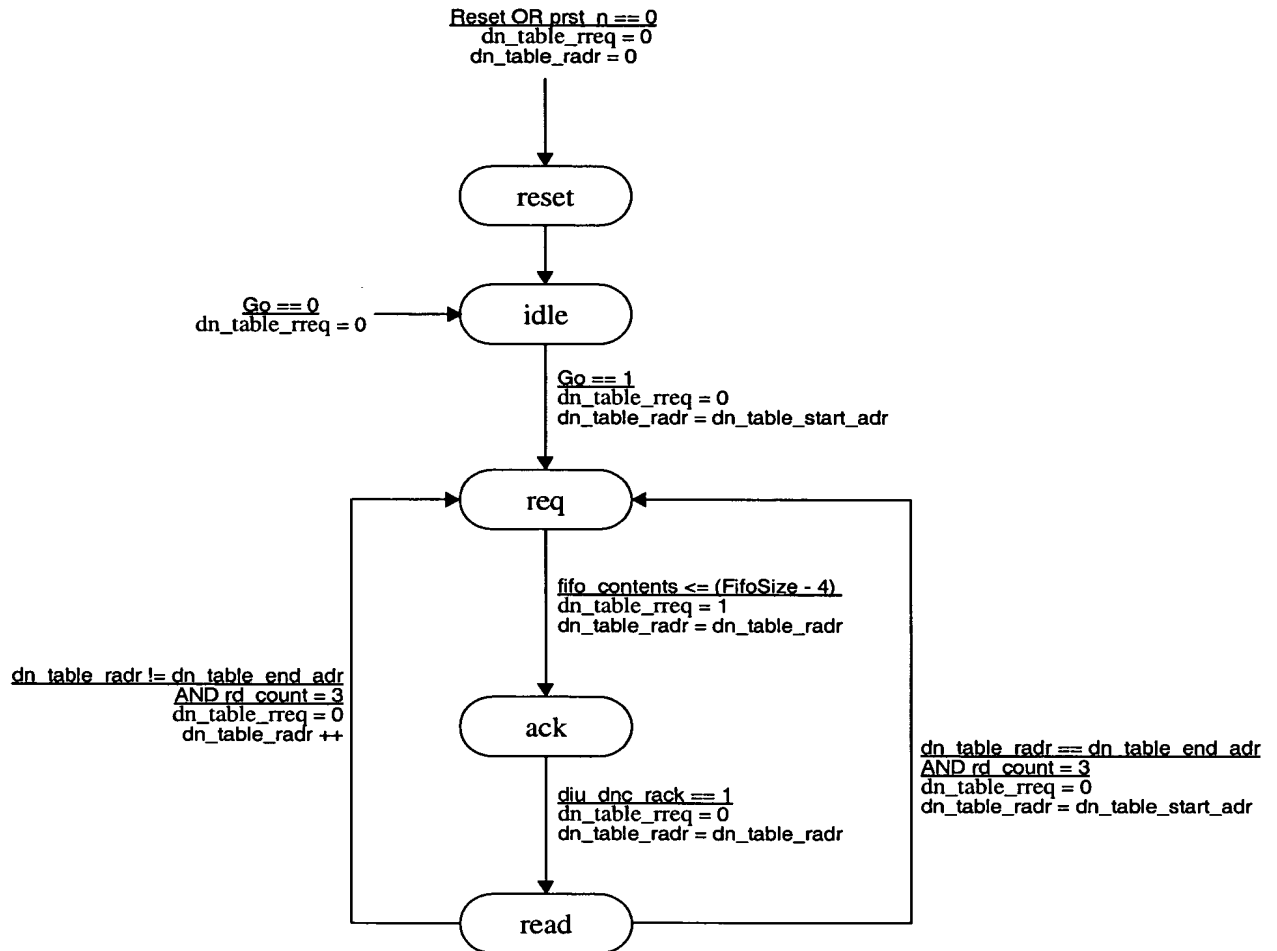 Reset OR prst_n == 0
dn_table_rreq = 0
dn_table_radr = 0
reset
Go == 0
dn_table_rreq = 0
idle
Go == 1
dn_table_rreq = 0
dn_table_radr = dn_table_start_adr
req
fifo_contents <= (FifoSize - 4)
dn_table_rreq = 1
dn_table_radr = dn_table_radr
dn_table_radr != dn_table_end_adr
AND rd_count = 3
dn_table_rreq = 0
dn_table_radr ++
ack
dn_table_radr == dn_table_end_adr
AND rd_count = 3
dn_table_rreq = 0
dn_table_radr = dn_table_start_adr
diu_dnc_rack == 1
dn_table_rreq = 0
dn_table_radr = dn_table_radr
read